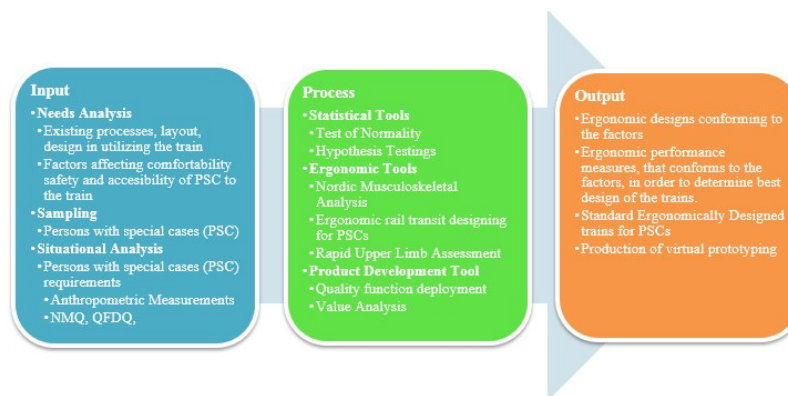 Input
•Needs Analysis
•Existing processes, layout,
design in utilizing the train
•Factors affecting comfortability
safety and accesibility of PSC to
the train
•Sampling
•Persons with special cases (PSC)
•Situational Analysis
•Persons with special cases (PSC)
requirements
•Anthropometric Measurements
•NMQ, QFDQ,
Process
•Statistical Tools
•Test of Normality
•Hypothesis Testings
•Ergonomic Tools
•Nordic Musculoskeletal
Analysis
•Ergonomic rail transit designing
for PSCs
•Rapid Upper Limb Assessment
•Product Development Tool
•Quality function deployment
•Value Analysis
Output
•Ergonomic designs conforming to
the factors
•Ergonomic performance
measures, that conforms to the
factors, in order to determine best
design of the trains.
•Standard Ergonomically Designed
trains for PSCs
•Production of virtual prototyping